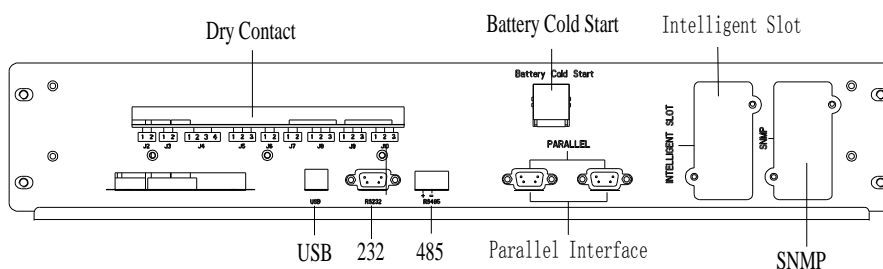 Dry Contact
Battery Cold Start
Intelligent Slot
Battery Cold Start
1 2 1 2 1 2 3 4 1 2 3 1 2 1 2 3 1 2 3 1 2 3
J2 J3 J4 J5 J6 J7 J8 J9 J10
PARALLEL
INTELLIGENT SLOT
SNMP
USB
RS232
+ -
RS485
USB
232
485
Parallel Interface
SNMP